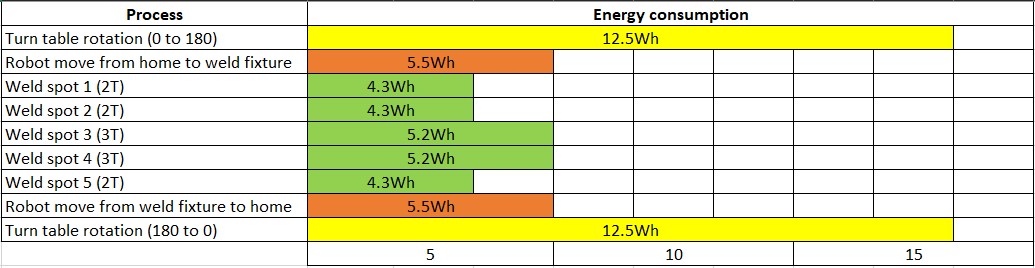 Process Energy consumption
Turn table rotation (0 to 180) 12.5Wh
Robot move from home to weld fixture 5.5Wh
Weld spot 1 (2T) 4.3Wh
Weld spot 2 (2T) 4.3Wh
Weld spot 3 (3T) 5.2Wh
Weld spot 4 (3T) 5.2Wh
Weld spot 5 (2T) 4.3Wh
Robot move from weld fixture to home 5.5Wh
Turn table rotation (180 to 0) 12.5Wh
5 10 15